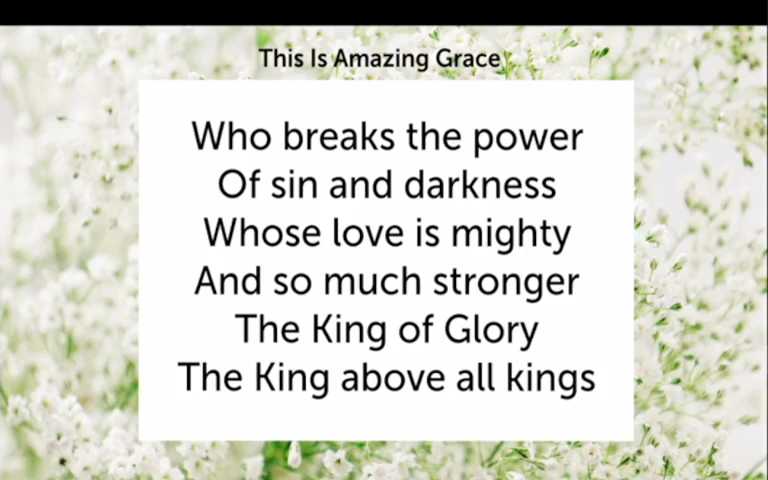 This Is Amazing Grace
Who breaks the power
Of sin and darkness
Whose love is mighty
And so much stronger
The King of Glory
The King above all kings